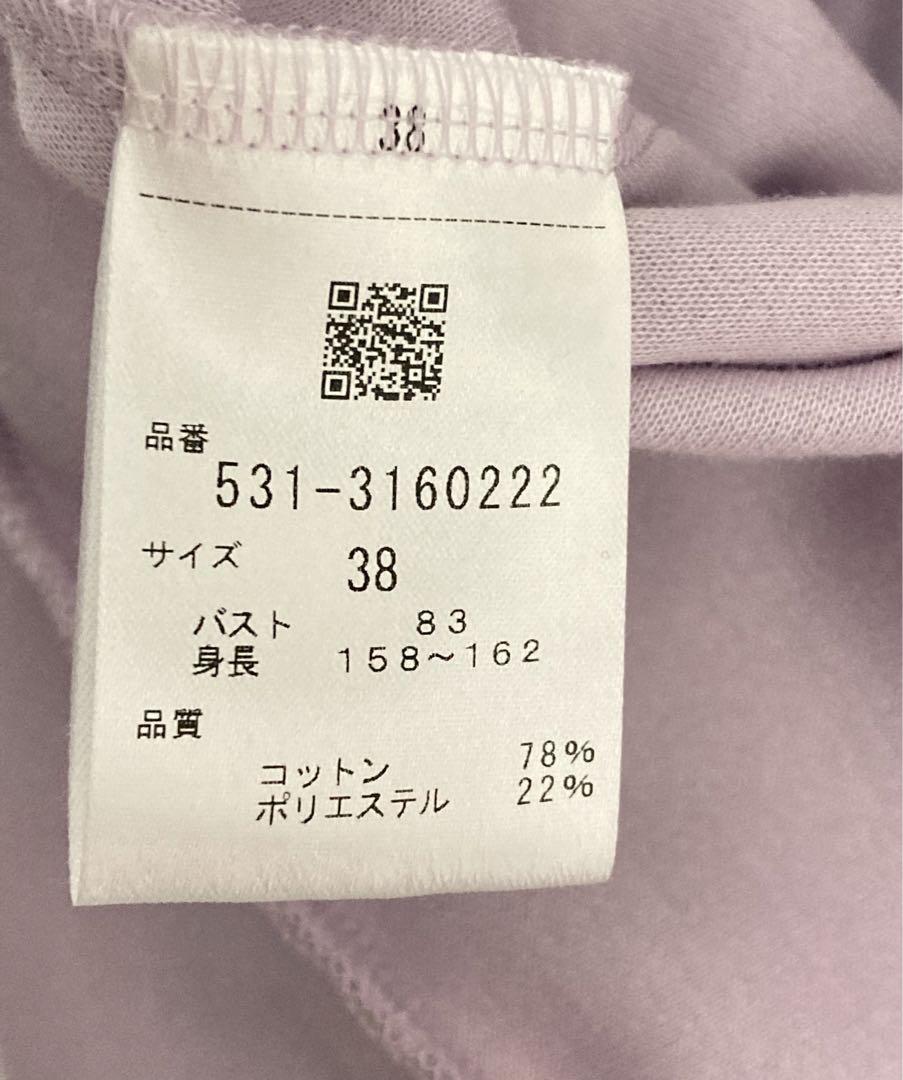 38
品番
531-3160222
サイズ 38
バスト 83
身長 158~162
品質
コットン 78%
ポリエステル 22%